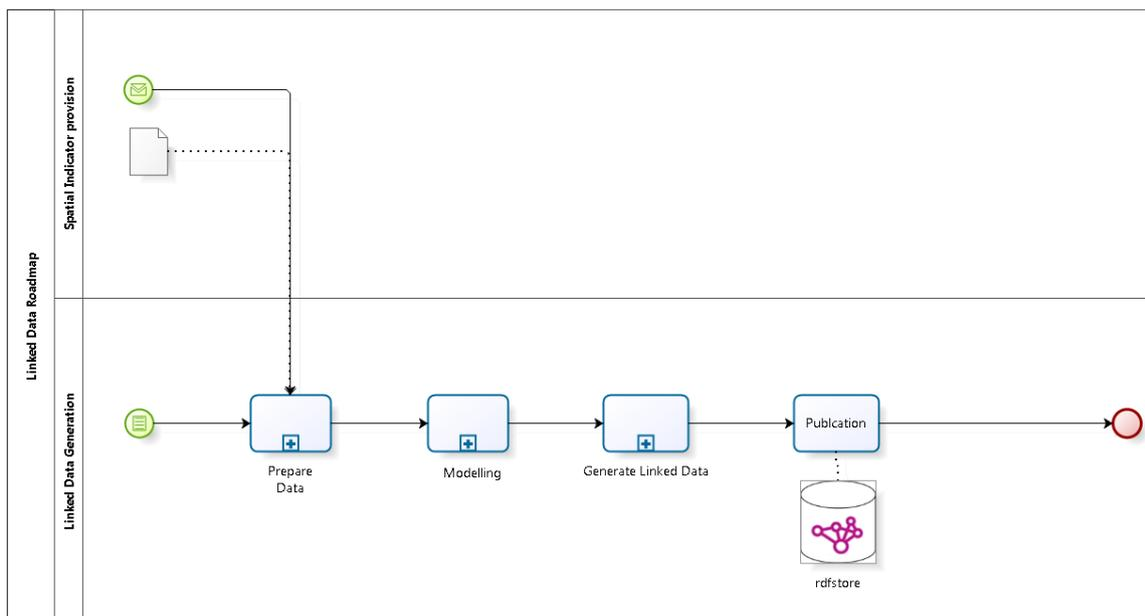 Linked Data Roadmap
Spatial Indicator provision
Linked Data Generation
Prepare
Data
Modelling
Generate Linked Data
Publcation
rdfstore